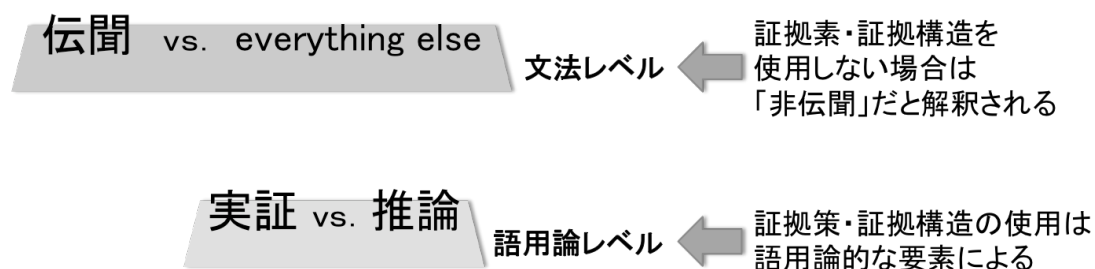 伝聞 vs. everything else
文法レベル
証拠素・証拠構造を
使用しない場合は
「非伝聞」だと解釈される
実証 vs. 推論
語用論レベル
証拠策・証拠構造の使用は
語用論的な要素による